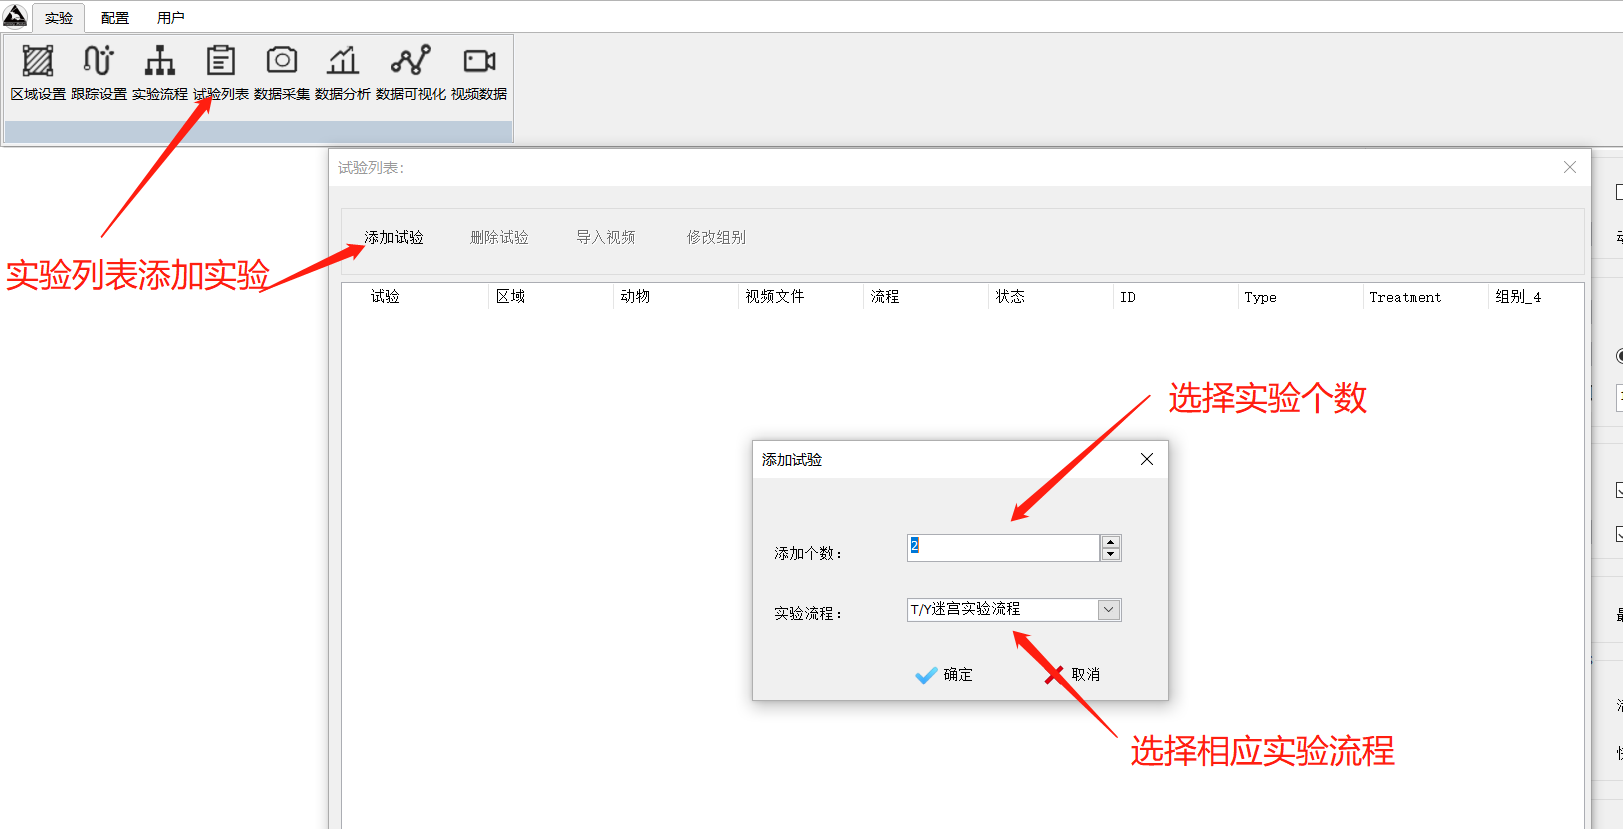 实验 配置 用户
区域设置 跟踪设置 实验流程 试验列表 数据采集 数据分析 数据可视化 视频数据
试验列表:
添加试验 删除试验 导入视频 修改组别
实验列表添加实验
试验 区域 动物 视频文件 流程 状态 ID Type Treatment 组别_4
选择实验个数
添加试验
添加个数: 2
实验流程: T/Y迷宫实验流程
确定 取消
选择相应实验流程